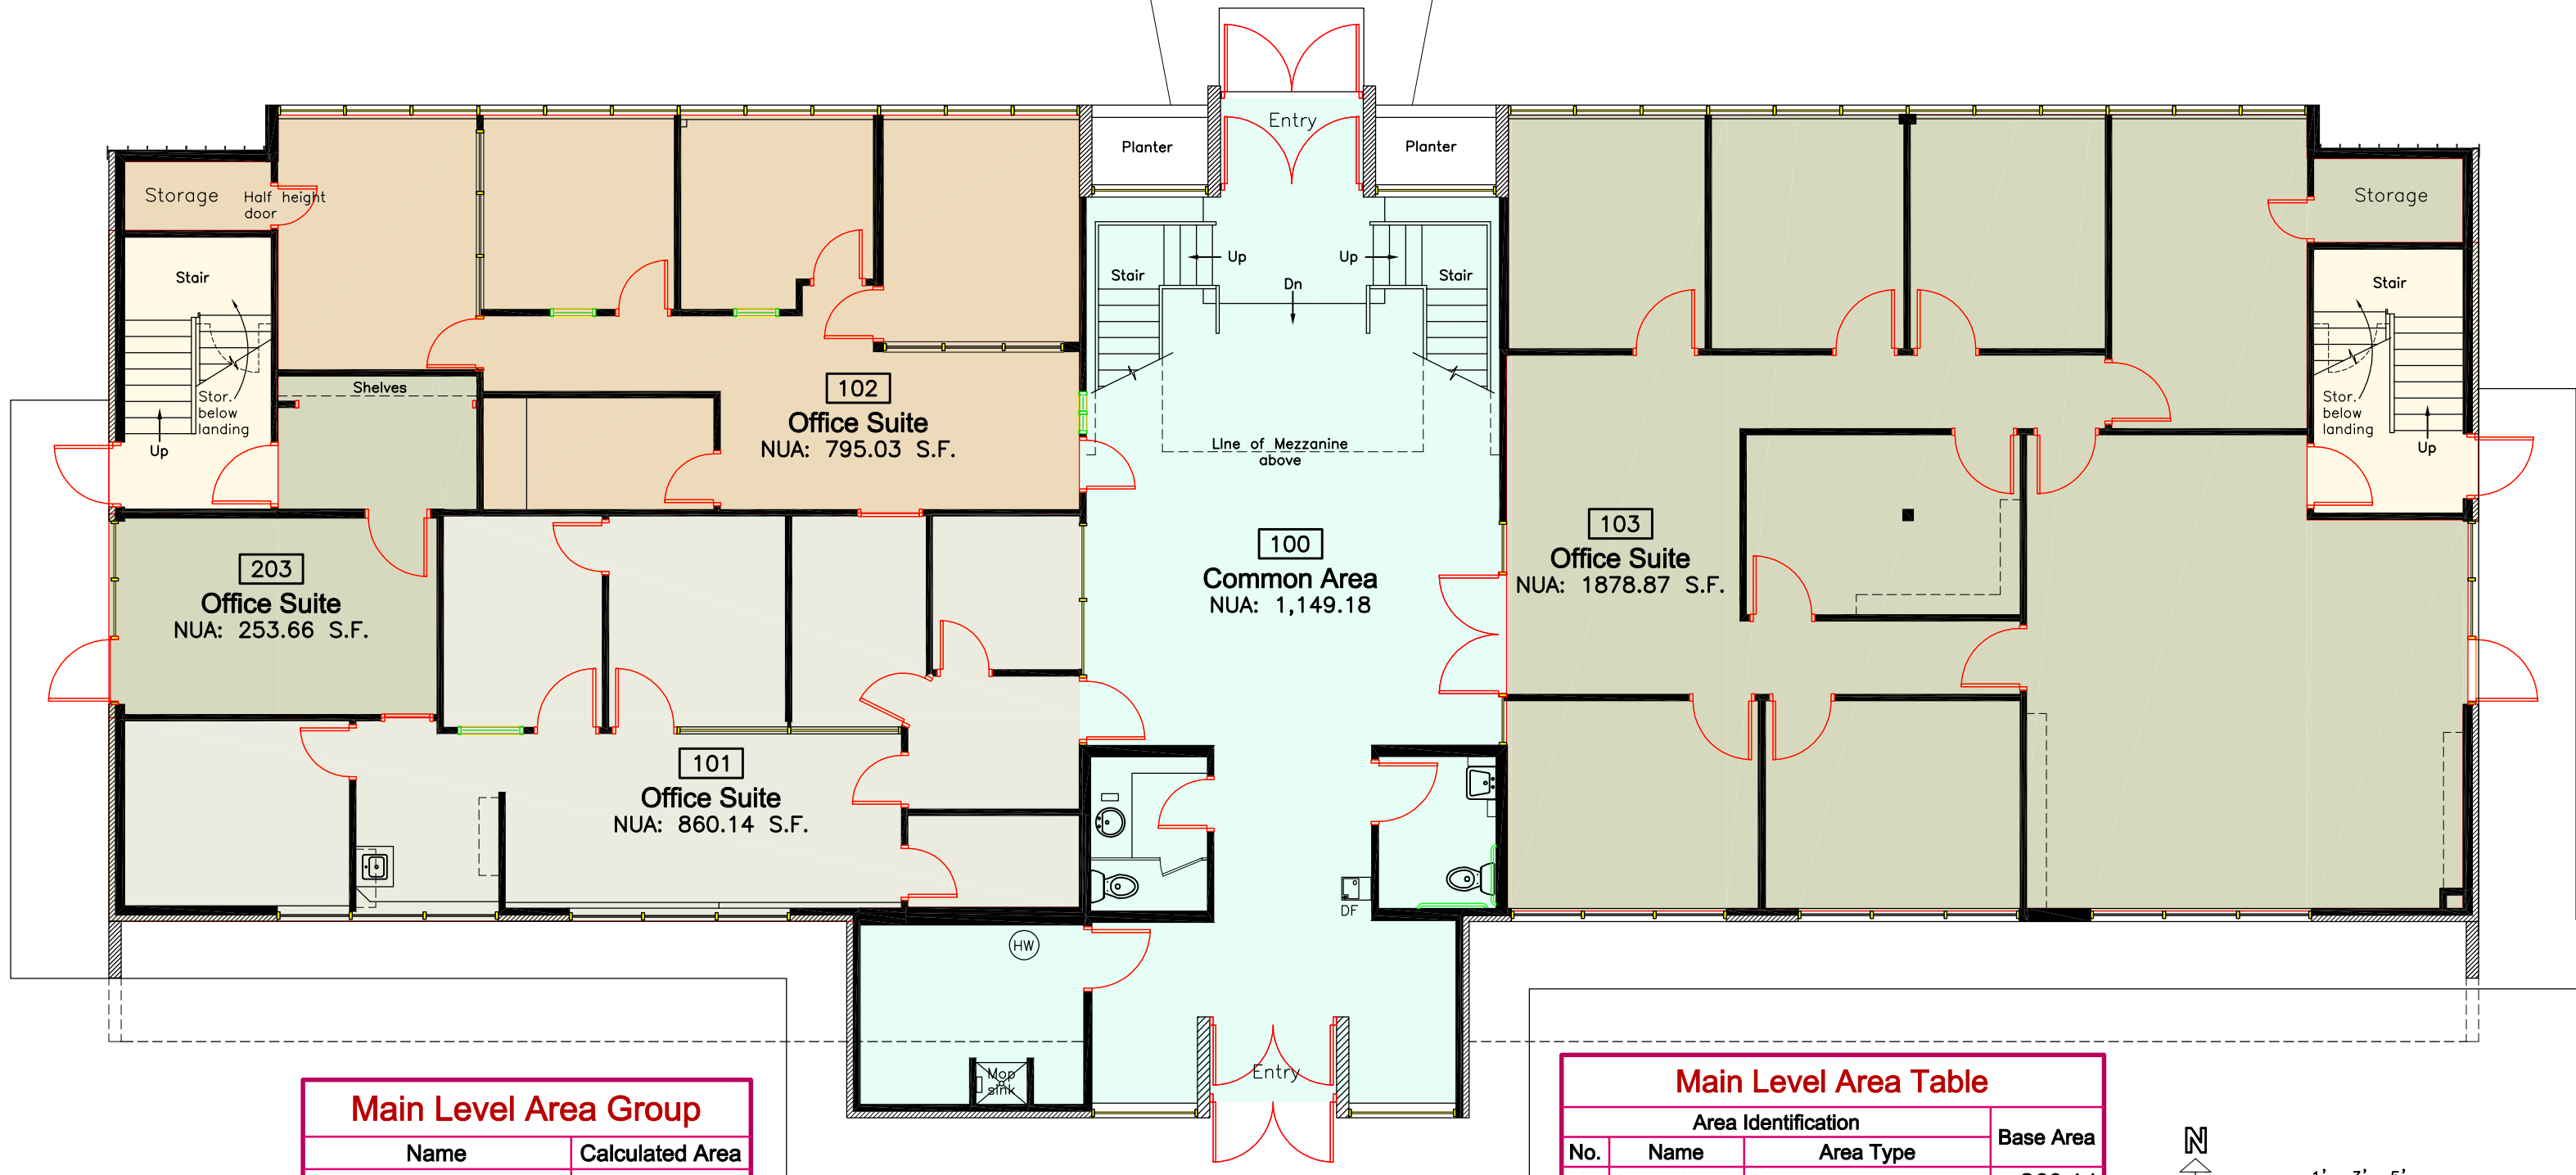 Entry
Planter
Planter
Storage
Half height
door
Storage
Stair
Up
Up
Stair
Stair
Dn
Stair
Shelves
102
Office Suite
NUA: 795.03 S.F.
Stor.
below
landing
Up
Line of Mezzanine
above
Stor.
below
landing
Up
203
Office Suite
NUA: 253.66 S.F.
100
Common Area
NUA: 1,149.18
103
Office Suite
NUA: 1878.87 S.F.
101
Office Suite
NUA: 860.14 S.F.
DF
HW
Mop
sink
Entry
Main Level Area Group
Name Calculated Area
Main Level Area Table
Area Identification
Base Area
No. Name Area Type
N
1' 3' 5'